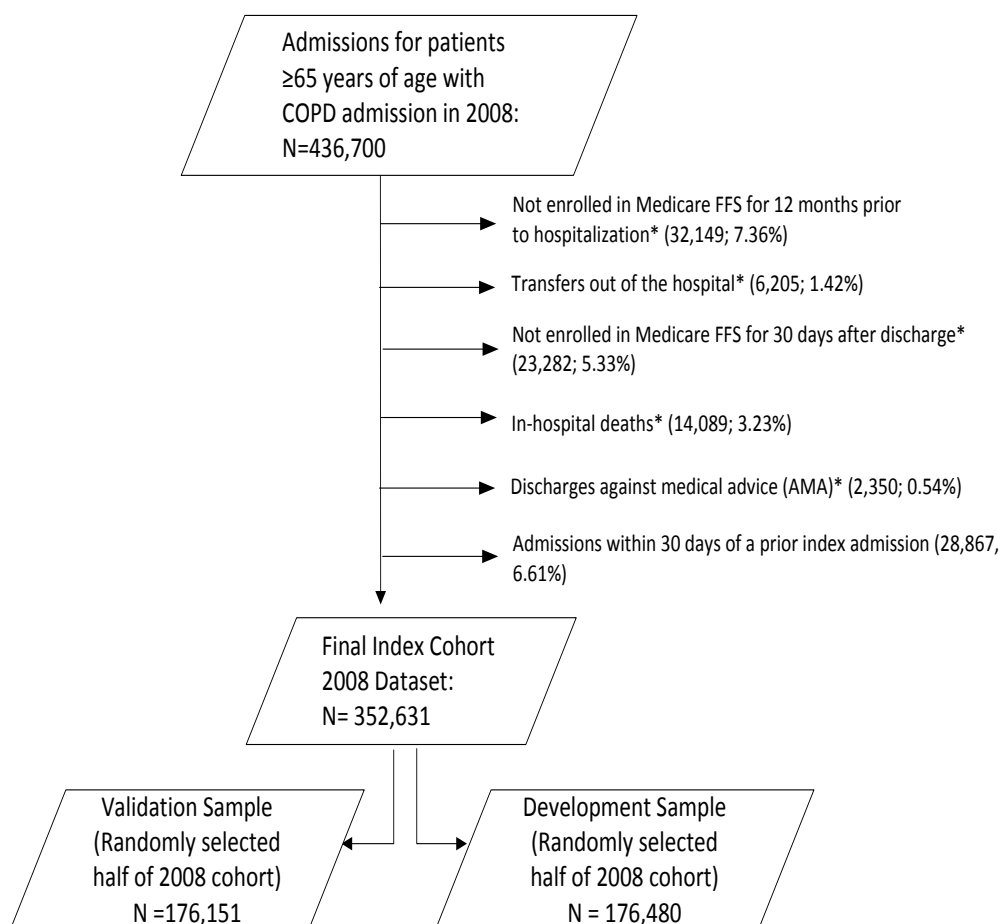 Admissions for patients
≥65 years of age with
COPD admission in 2008:
N=436,700
Not enrolled in Medicare FFS for 12 months prior
to hospitalization* (32,149; 7.36%)
Transfers out of the hospital* (6,205; 1.42%)
Not enrolled in Medicare FFS for 30 days after discharge*
(23,282; 5.33%)
In-hospital deaths* (14,089; 3.23%)
Discharges against medical advice (AMA)* (2,350; 0.54%)
Admissions within 30 days of a prior index admission (28,867,
6.61%)
Final Index Cohort
2008 Dataset:
N= 352,631
Validation Sample
(Randomly selected
half of 2008 cohort)
N =176,151
Development Sample
(Randomly selected
half of 2008 cohort)
N = 176,480